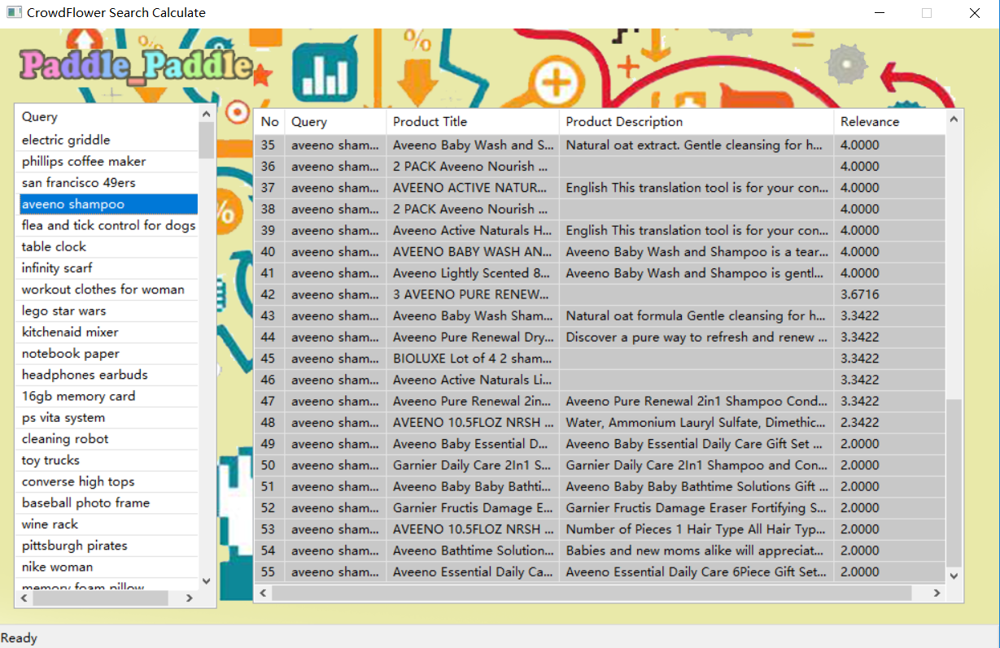 CrowdFlower Search Calculate
Paddle_Paddle
Query
electric griddle
phillips coffee maker
san francisco 49ers
aveeno shampoo
flea and tick control for dogs
table clock
infinity scarf
workout clothes for woman
lego star wars
kitchenaid mixer
notebook paper
headphones earbuds
16gb memory card
ps vita system
cleaning robot
toy trucks
converse high tops
baseball photo frame
wine rack
pittsburgh pirates
nike woman
memory foam pillow
No Query Product Title Product Description Relevance
35 aveeno sham... Aveeno Baby Wash and S... Natural oat extract. Gentle cleansing for h... 4.0000
36 aveeno sham... 2 PACK Aveeno Nourish ... 4.0000
37 aveeno sham... AVEENO ACTIVE NATUR... English This translation tool is for your con... 4.0000
38 aveeno sham... 2 PACK Aveeno Nourish ... 4.0000
39 aveeno sham... Aveeno Active Naturals H... English This translation tool is for your con... 4.0000
40 aveeno sham... AVEENO BABY WASH AN... Aveeno Baby Wash and Shampoo is a tear... 4.0000
41 aveeno sham... Aveeno Lightly Scented 8... Aveeno Baby Wash and Shampoo is gentl... 4.0000
42 aveeno sham... 3 AVEENO PURE RENEW... 3.6716
43 aveeno sham... Aveeno Baby Wash Sham... Natural oat formula Gentle cleansing for h... 3.3422
44 aveeno sham... Aveeno Pure Renewal Dry... Discover a pure way to refresh and renew ... 3.3422
45 aveeno sham... BIOLUXE Lot of 4 2 sham... 3.3422
46 aveeno sham... Aveeno Active Naturals Li... 3.3422
47 aveeno sham... Aveeno Pure Renewal 2in... Aveeno Pure Renewal 2in1 Shampoo Cond... 3.3422
48 aveeno sham... AVEENO 10.5FLOZ NRSH ... Water, Ammonium Lauryl Sulfate, Dimethic... 2.3422
49 aveeno sham... Aveeno Baby Essential D... Aveeno Baby Essential Daily Care Gift Set ... 2.0000
50 aveeno sham... Garnier Daily Care 2In1 S... Garnier Daily Care 2In1 Shampoo and Con... 2.0000
51 aveeno sham... Aveeno Baby Baby Bathti... Aveeno Baby Baby Bathtime Solutions Gift ... 2.0000
52 aveeno sham... Garnier Fructis Damage E... Garnier Fructis Damage Eraser Fortifying S... 2.0000
53 aveeno sham... AVEENO 10.5FLOZ NRSH ... Number of Pieces 1 Hair Type All Hair Typ... 2.0000
54 aveeno sham... Aveeno Bathtime Solution... Babies and new moms alike will appreciat... 2.0000
55 aveeno sham... Aveeno Essential Daily Ca... Aveeno Essential Daily Care 6Piece Gift Set... 2.0000
Ready